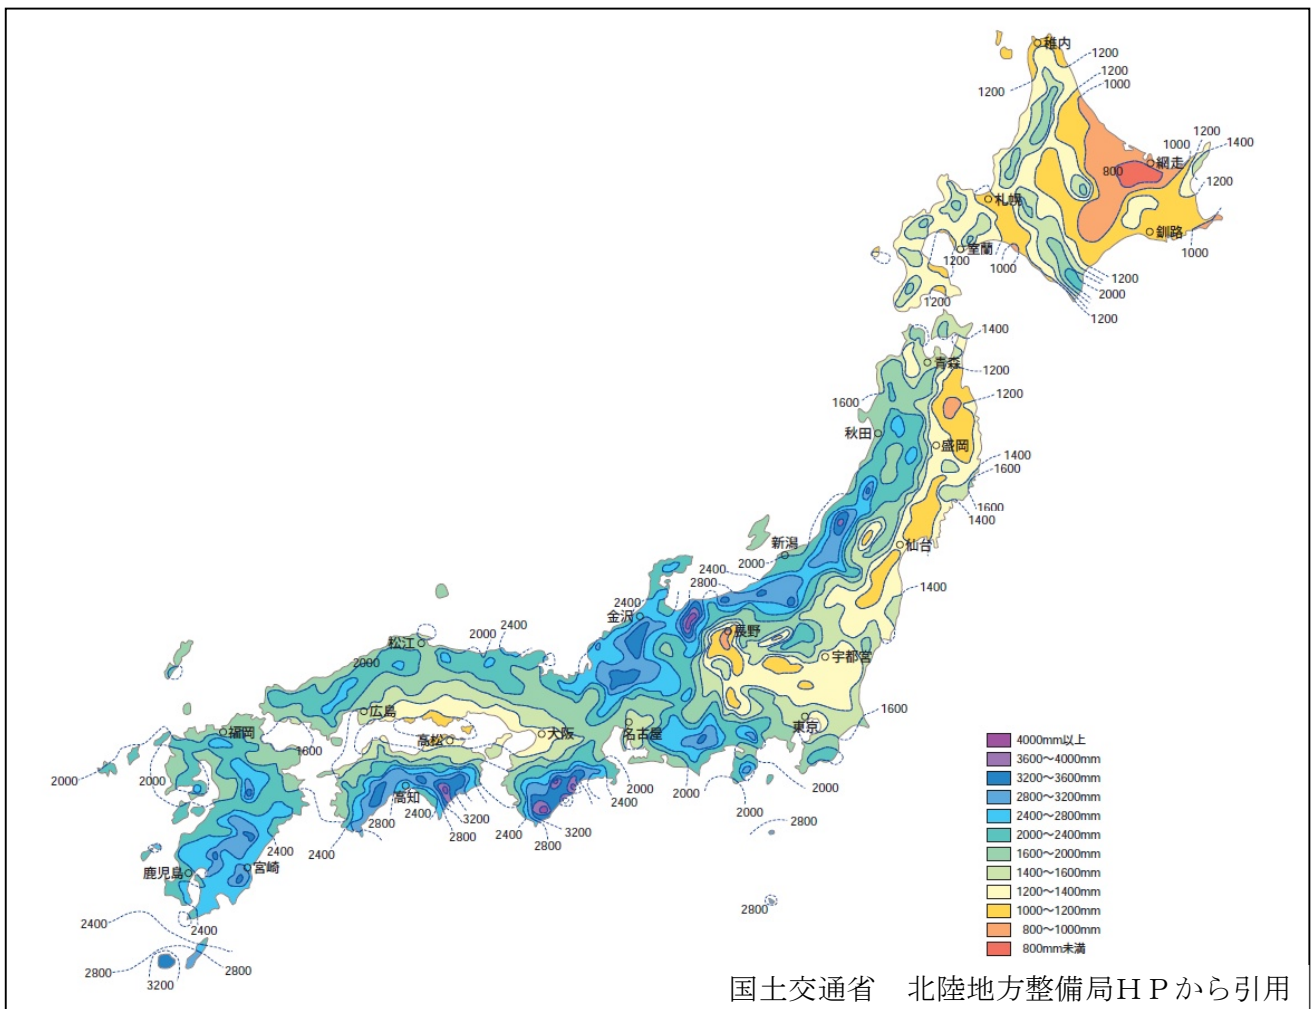 稚内
1200
1200
1000
1200
1200
1000
1400
網走
800
1200
札幌
釧路
室蘭
1200
1000
1000
1200
2000
1200
1200
1400
青森
1200
1200
1600
秋田
盛岡
1400
1600
1600
1400
仙台
新潟
2000
2400
2800
1400
2400
金沢
長野
2000
2400
松江
2000
宇都宮
広島
1600
東京
福岡
高松
大阪
名古屋
1600
2000
2000
2000
2000
2000
2400
2000
高知
2800
2400
3200
2800
2400
2400
3200
2800
2800
2400
宮崎
鹿児島
2400
2400
2800
2800
2800
3200
4000mm以上
3600～4000mm
3200～3600mm
2800～3200mm
2400～2800mm
2000～2400mm
1600～2000mm
1400～1600mm
1200～1400mm
1000～1200mm
800～1000mm
800mm未満
国土交通省　北陸地方整備局ＨＰから引用